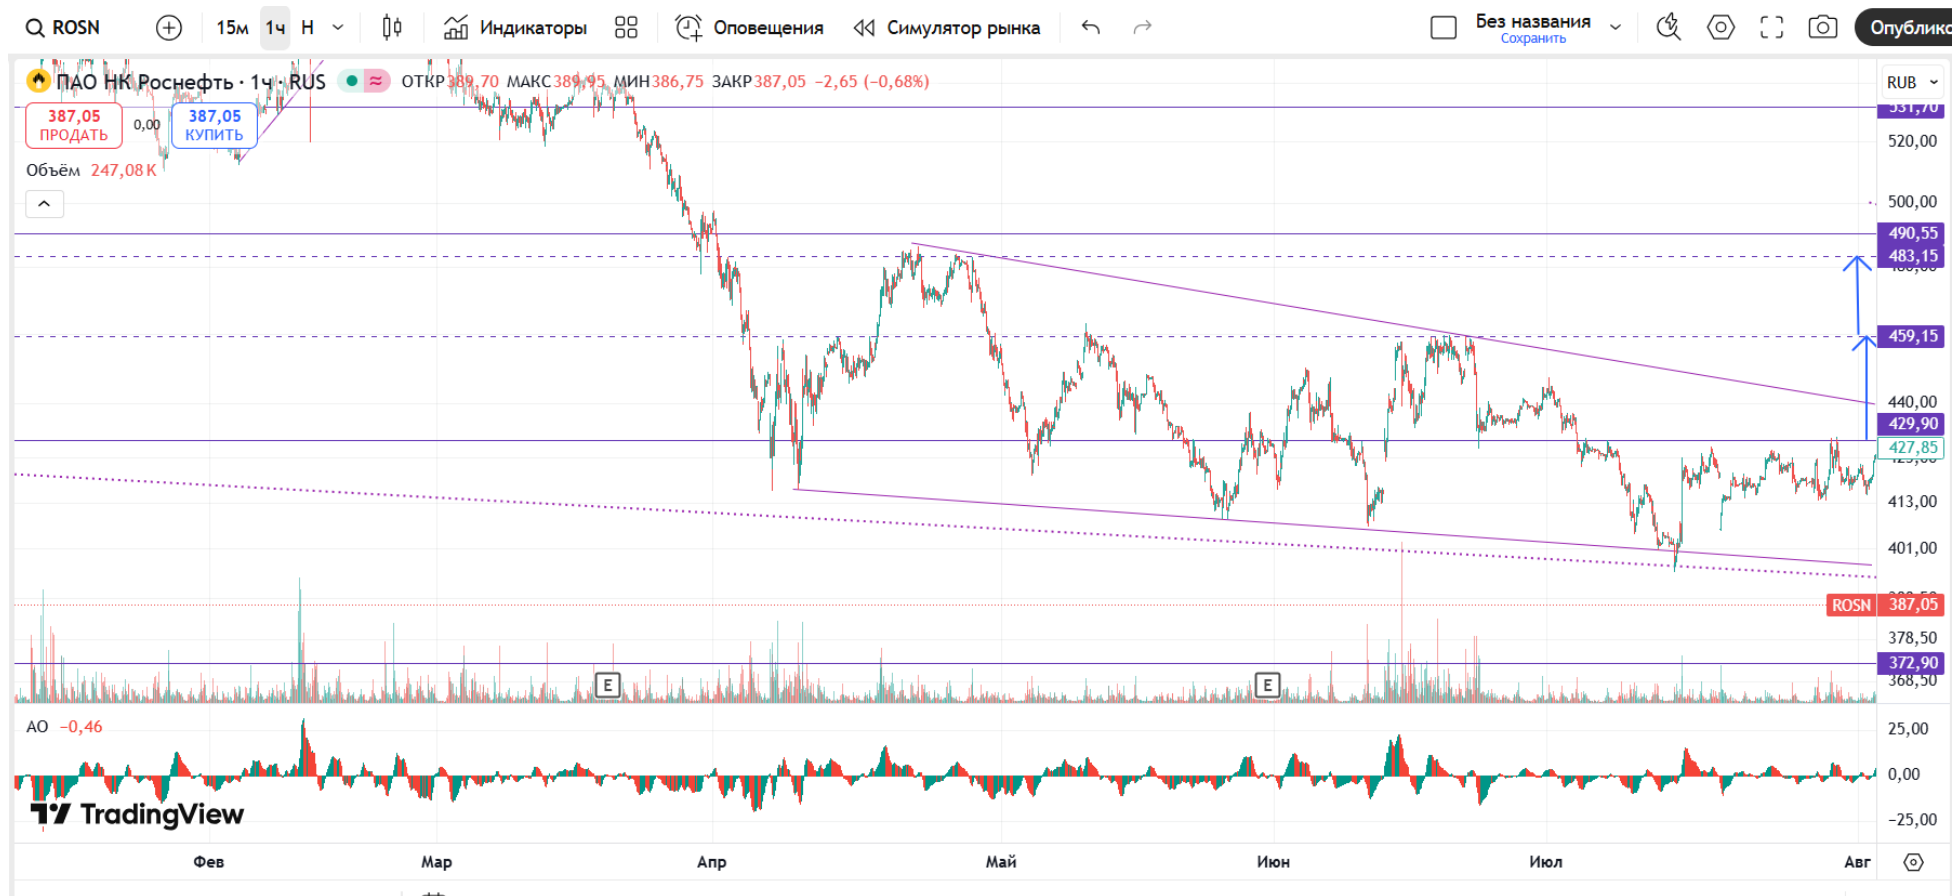 ROSN 15м 1ч Н Индикаторы Оповещения Симулятор рынка Без названия
Сохранить
ПАО НК Роснефть · 1ч · RUS ОТКР 389,70 МАКС 389,95 МИН 386,75 ЗАКР 387,05 −2,65 (−0,68%)
RUB
387,05
ПРОДАТЬ
0,00
387,05
КУПИТЬ
Объём 247,08 K
531,70
520,00
500,00
490,55
483,15
480,00
459,15
440,00
429,90
427,85
413,00
401,00
ROSN 387,05
378,50
372,90
368,50
E
E
AO −0,46
25,00
0,00
−25,00
TradingView
Фев Мар Апр Май Июн Июл Авг